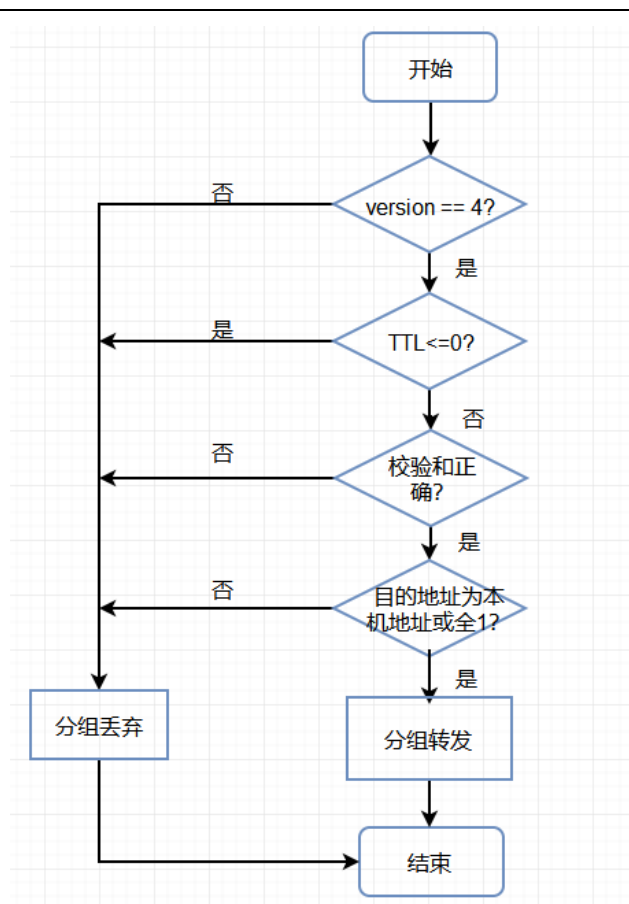 开始
否
version == 4?
是
是
TTL<=0?
否
否
校验和正
确?
是
否
目的地址为本
机地址或全1?
是
分组丢弃
分组转发
结束